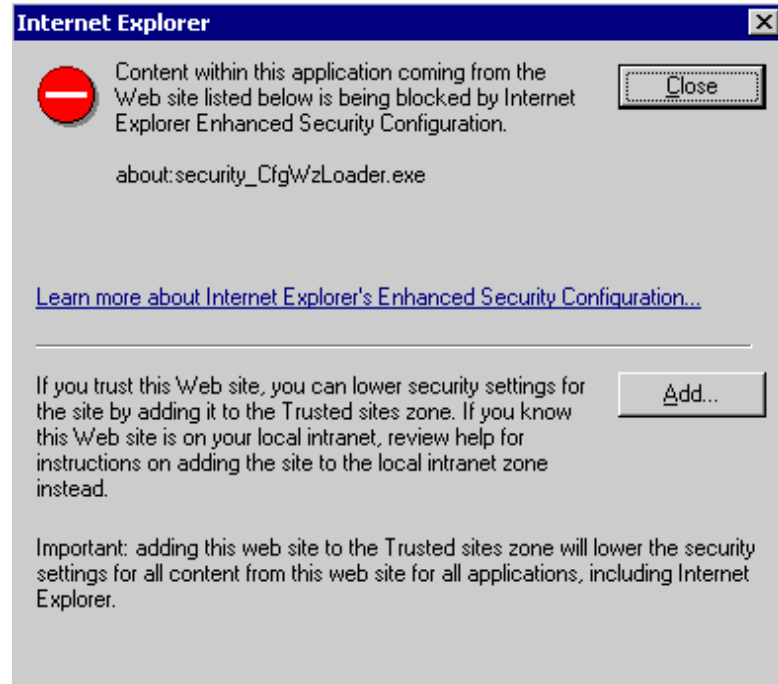 Internet Explorer
Content within this application coming from the
Web site listed below is being blocked by Internet
Explorer Enhanced Security Configuration.
Close
about:security_CfgWzLoader.exe
Learn more about Internet Explorer's Enhanced Security Configuration...
If you trust this Web site, you can lower security settings for
the site by adding it to the Trusted sites zone. If you know
this Web site is on your local intranet, review help for
instructions on adding the site to the local intranet zone
instead.
Add...
Important: adding this web site to the Trusted sites zone will lower the security
settings for all content from this web site for all applications, including Internet
Explorer.